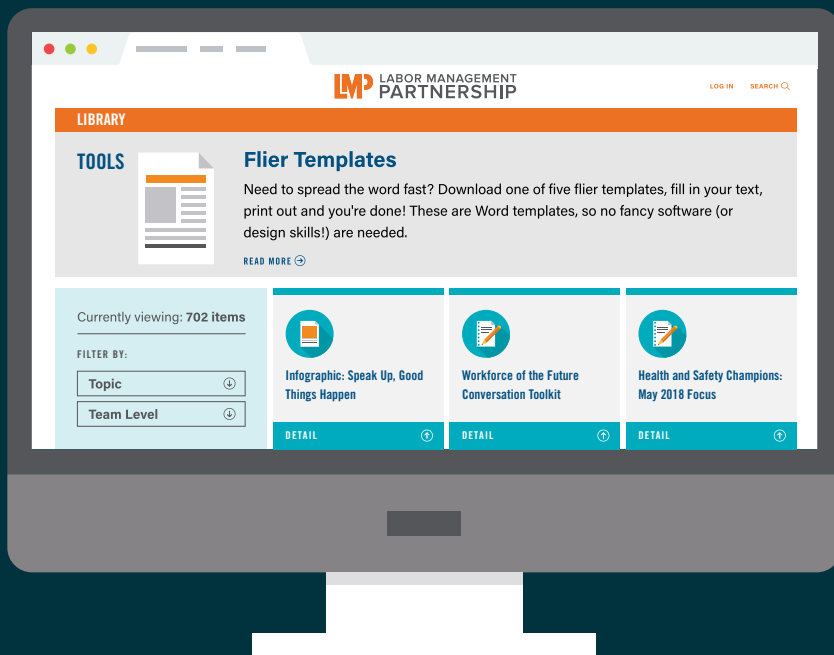 LMP LABOR MANAGEMENT
PARTNERSHIP
LOG IN SEARCH
LIBRARY
TOOLS
Flier Templates
Need to spread the word fast? Download one of five flier templates, fill in your text,
print out and you're done! These are Word templates, so no fancy software (or
design skills!) are needed.
READ MORE
Currently viewing: 702 items
FILTER BY:
Topic
Team Level
Infographic: Speak Up, Good
Things Happen
DETAIL
Workforce of the Future
Conversation Toolkit
DETAIL
Health and Safety Champions:
May 2018 Focus
DETAIL